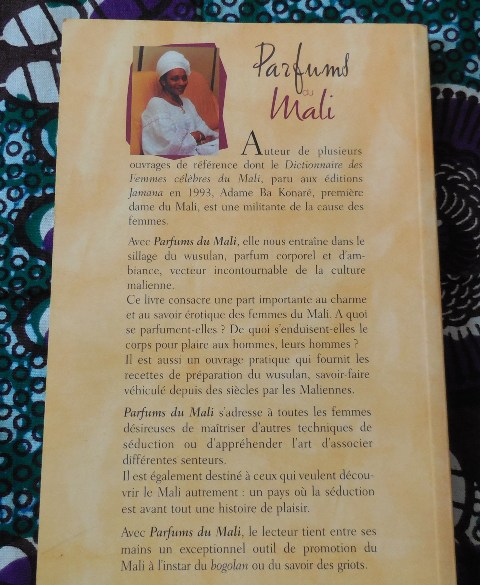 Parfums
du
Mali
Auteur de plusieurs
ouvrages de référence dont le Dictionnaire des
Femmes célèbres du Mali, paru aux éditions
Jamana en 1993, Adame Ba Konaré, première
dame du Mali, est une militante de la cause des
femmes.
Avec Parfums du Mali, elle nous entraîne dans le
sillage du wusulan, parfum corporel et d'am-
biance, vecteur incontournable de la culture
malienne.
Ce livre consacre une part importante au charme
et au savoir érotique des femmes du Mali. A quoi
se parfument-elles ? De quoi s'enduisent-elles le
corps pour plaire aux hommes, leurs hommes ?
Il est aussi un ouvrage pratique qui fournit les
recettes de préparation du wusulan, savoir-faire
véhiculé depuis des siècles par les Maliennes.
Parfums du Mali s'adresse à toutes les femmes
désireuses de maîtriser d'autres techniques de
séduction ou d'appréhender l'art d'associer
différentes senteurs.
Il est également destiné à ceux qui veulent décou-
vrir le Mali autrement : un pays où la séduction
est avant tout une histoire de plaisir.
Avec Parfums du Mali, le lecteur tient entre ses
mains un exceptionnel outil de promotion du
Mali à l'instar du bogolan ou du savoir des griots.